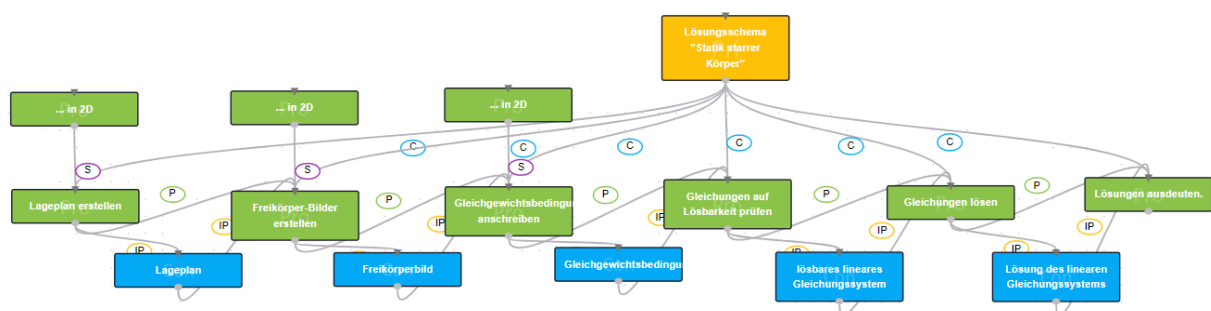 Lösungsschema
"Statik starrer
Körper"
... in 2D
... in 2D
... in 2D
C
C
C
C
C
C
S
S
S
P
P
P
P
P
Lageplan erstellen
Freikörper-Bilder
erstellen
Gleichgewichtsbedingu
anschreiben
Gleichungen auf
Lösbarkeit prüfen
Gleichungen lösen
Lösungen ausdeuten.
IP
IP
IP
IP
IP
IP
IP
IP
Lageplan
Freikörperbild
Gleichgewichtsbedingu
lösbares lineares
Gleichungssystem
Lösung des linearen
Gleichungssystems